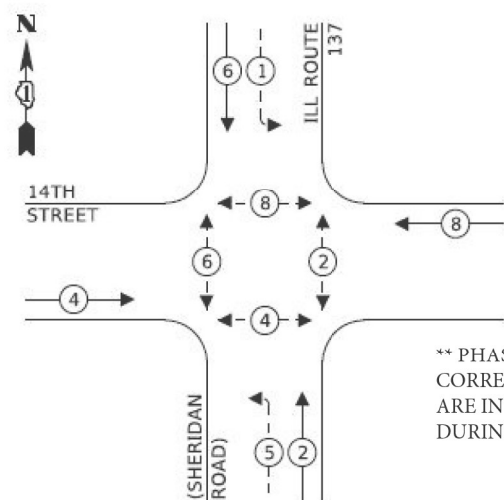 N
1
6
1
ILL ROUTE
137
14TH
STREET
8
8
6
2
4
4
** PHAS
CORRE
ARE IN
DURIN
(SHERIDAN
ROAD)
5
2